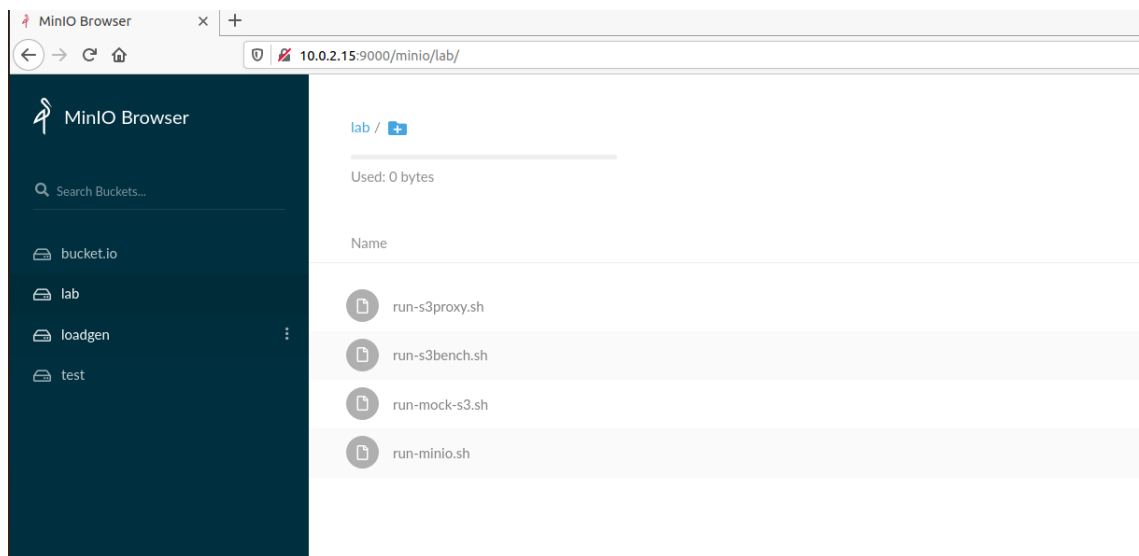 MinIO Browser
10.0.2.15:9000/minio/lab/
MinIO Browser
Search Buckets...
bucket.io
lab
loadgen
test
lab /
Used: 0 bytes
Name
run-s3proxy.sh
run-s3bench.sh
run-mock-s3.sh
run-minio.sh